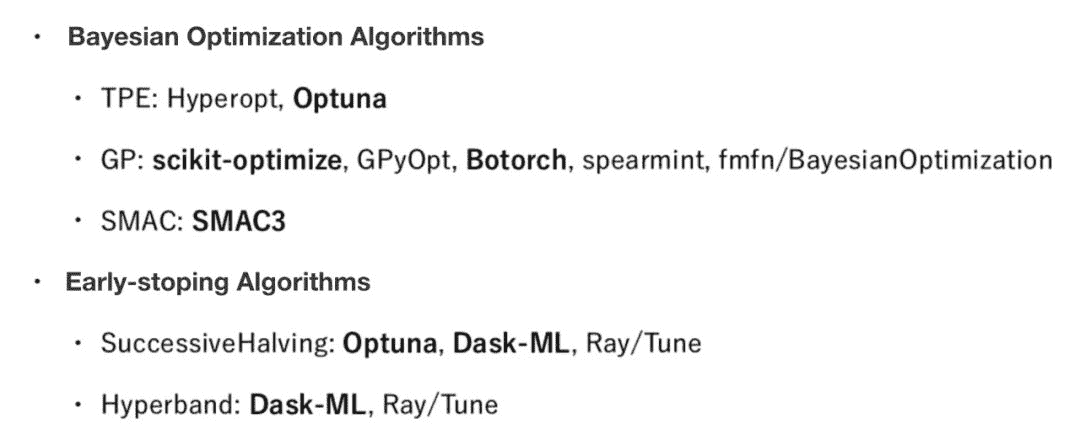 · Bayesian Optimization Algorithms
· TPE: Hyperopt, Optuna
· GP: scikit-optimize, GPyOpt, Botorch, spearmint, fmfn/BayesianOptimization
· SMAC: SMAC3
· Early-stoping Algorithms
· SuccessiveHalving: Optuna, Dask-ML, Ray/Tune
· Hyperband: Dask-ML, Ray/Tune